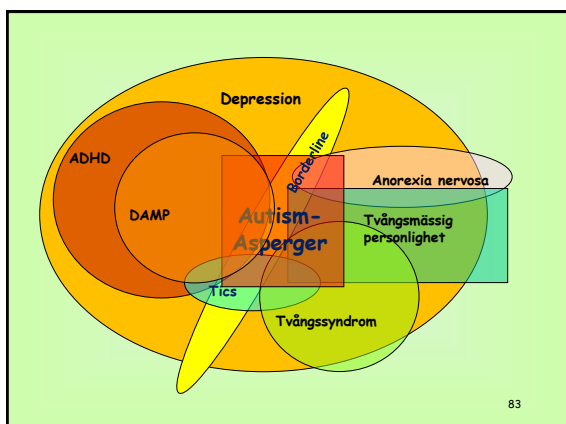 Depression
Borderline
ADHD
Anorexia nervosa
DAMP
Autism-
Asperger
Tvångsmässig
personlighet
Tics
Tvångssyndrom
83